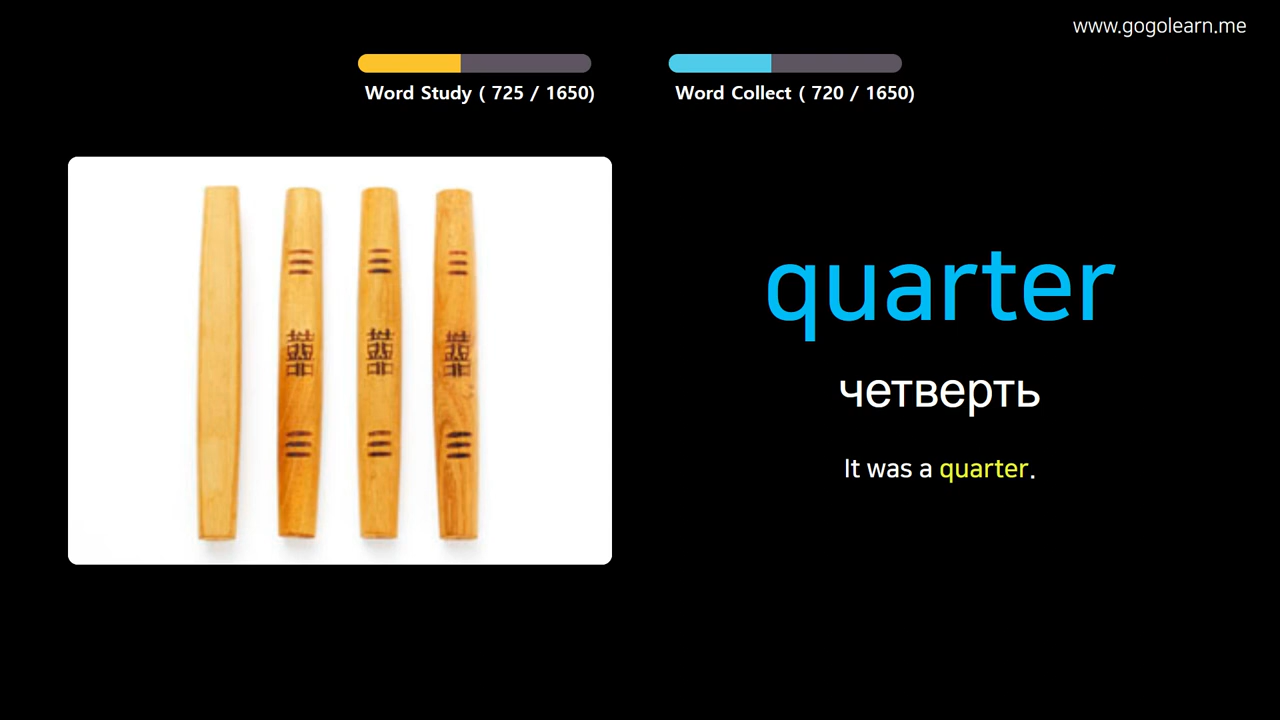 www.gogolearn.me
Word Study ( 725 / 1650)
Word Collect ( 720 / 1650)
quarter
четверть
It was a quarter.